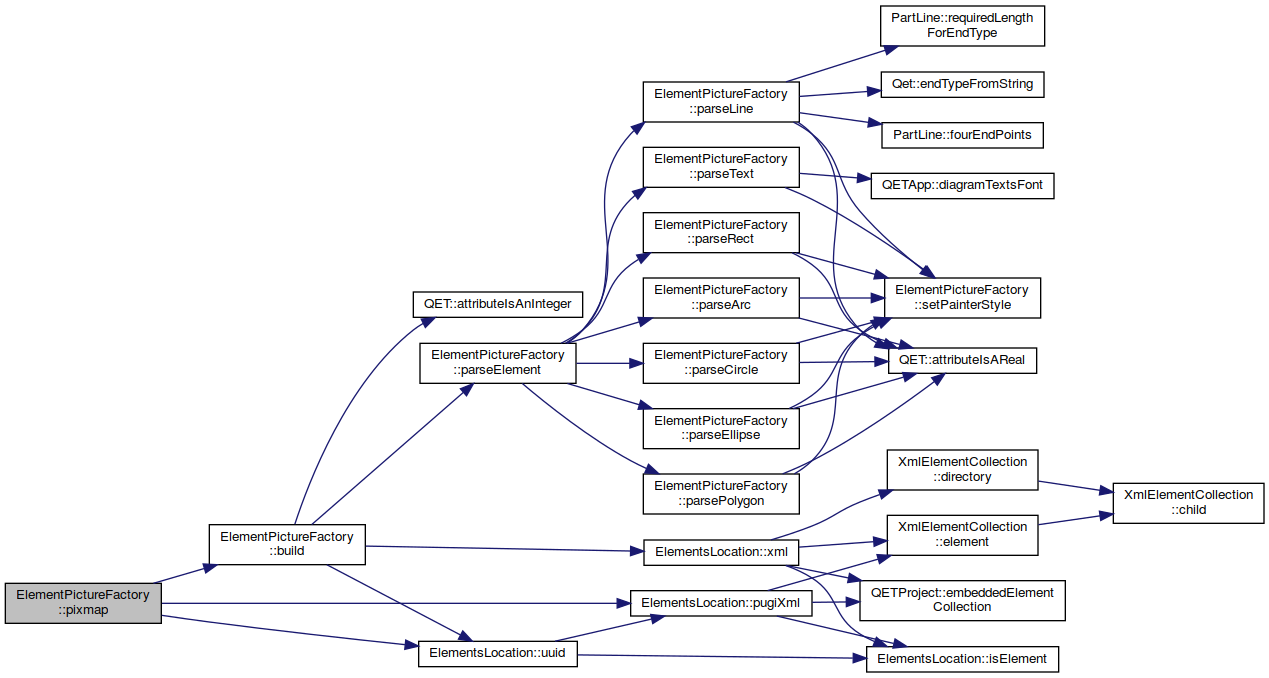 PartLine::requiredLength
ForEndType
Qet::endTypeFromString
PartLine::fourEndPoints
QETApp::diagramTextsFont
ElementPictureFactory
::parseLine
ElementPictureFactory
::parseText
ElementPictureFactory
::parseRect
ElementPictureFactory
::parseArc
ElementPictureFactory
::parseCircle
ElementPictureFactory
::parseEllipse
ElementPictureFactory
::parsePolygon
ElementPictureFactory
::setPainterStyle
QET::attributeIsAReal
QET::attributeIsAnInteger
ElementPictureFactory
::parseElement
XmlElementCollection
::directory
XmlElementCollection
::element
XmlElementCollection
::child
ElementPictureFactory
::build
ElementsLocation::xml
ElementPictureFactory
::pixmap
ElementsLocation::pugiXml
QETProject::embeddedElement
Collection
ElementsLocation::uuid
ElementsLocation::isElement